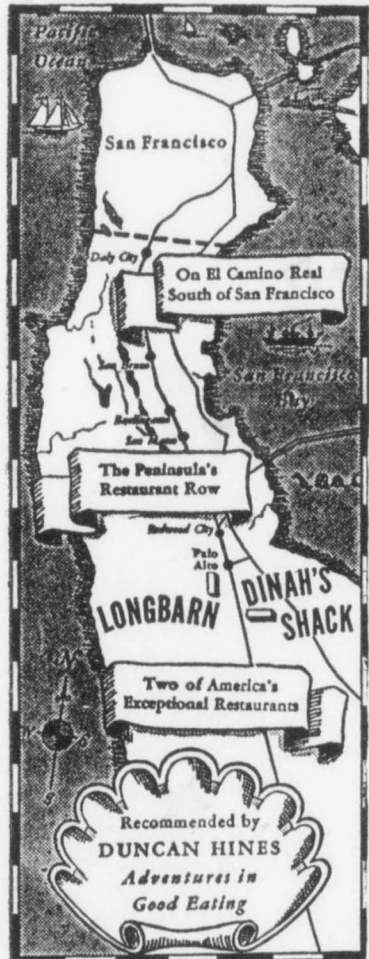 Pacific
Ocean
San Francisco
Daly City
On El Camino Real
South of San Francisco
San Bruno
San Francisco
Bay
Burlingame
San Mateo
The Peninsula's
Restaurant Row
Redwood City
Palo
Alto
LONGBARN
DINAH'S
SHACK
Two of America's
Exceptional Restaurants
N
W
S
Recommended by
DUNCAN HINES
Adventures in
Good Eating